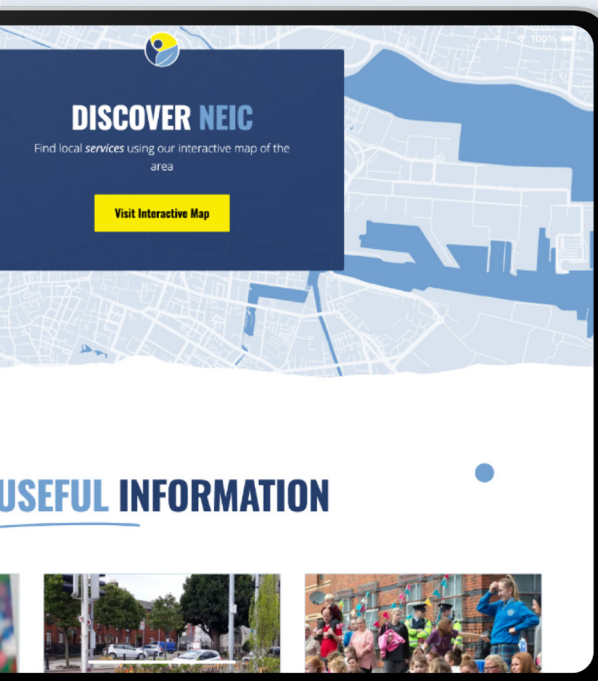 100%
DISCOVER NEIC
Find local services using our interactive map of the
area
Visit Interactive Map
USEFUL INFORMATION